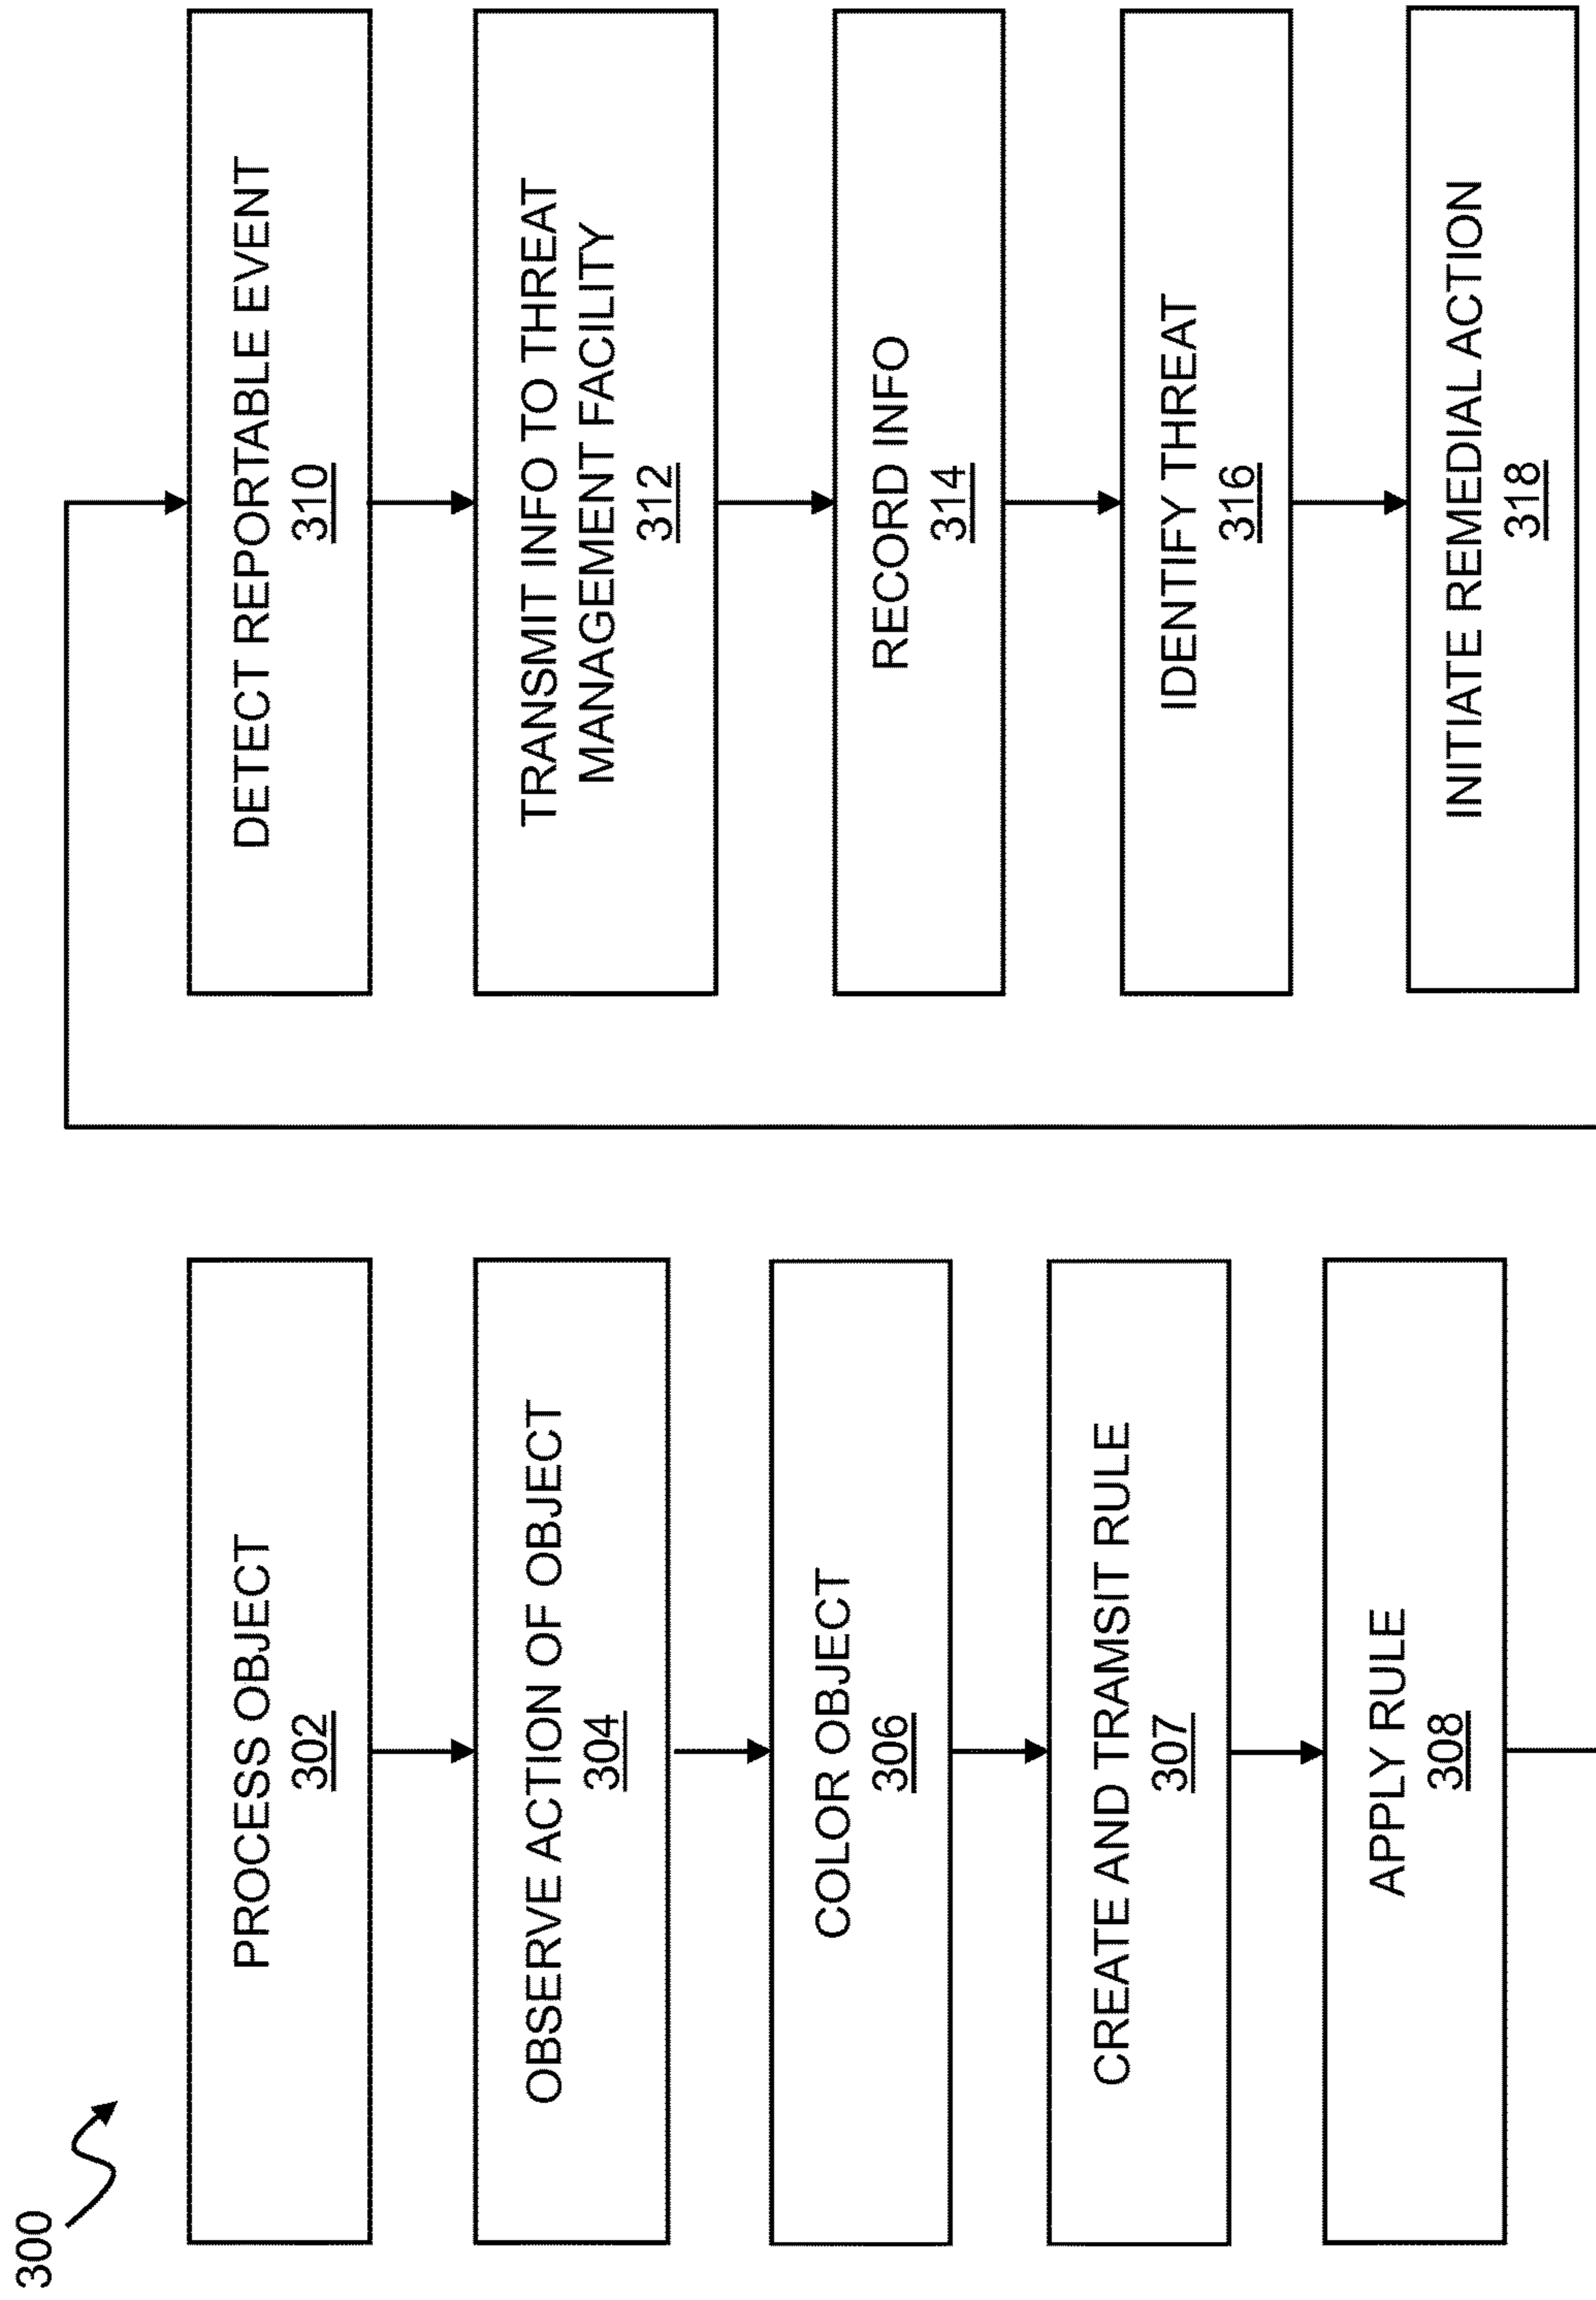 300
PROCESS OBJECT
302
OBSERVE ACTION OF OBJECT
304
COLOR OBJECT
306
CREATE AND TRAMSIT RULE
307
APPLY RULE
308
DETECT REPORTABLE EVENT
310
TRANSMIT INFO TO THREAT
MANAGEMENT FACILITY
312
RECORD INFO
314
IDENTIFY THREAT
316
INITIATE REMEDIAL ACTION
318